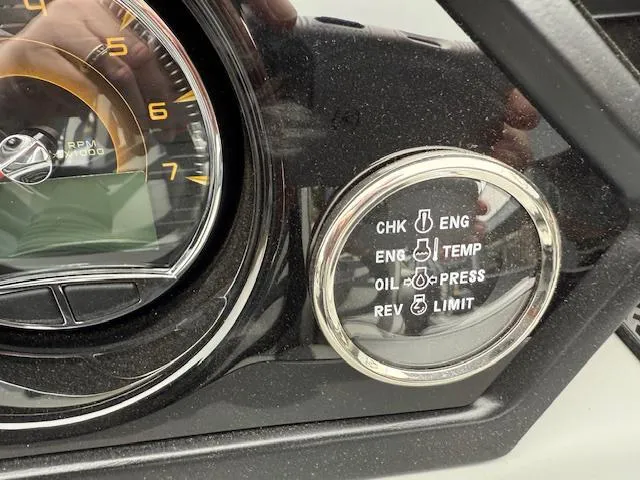 4
5
6
7
RPM
X1000
CHK ENG
ENG TEMP
OIL PRESS
REV LIMIT